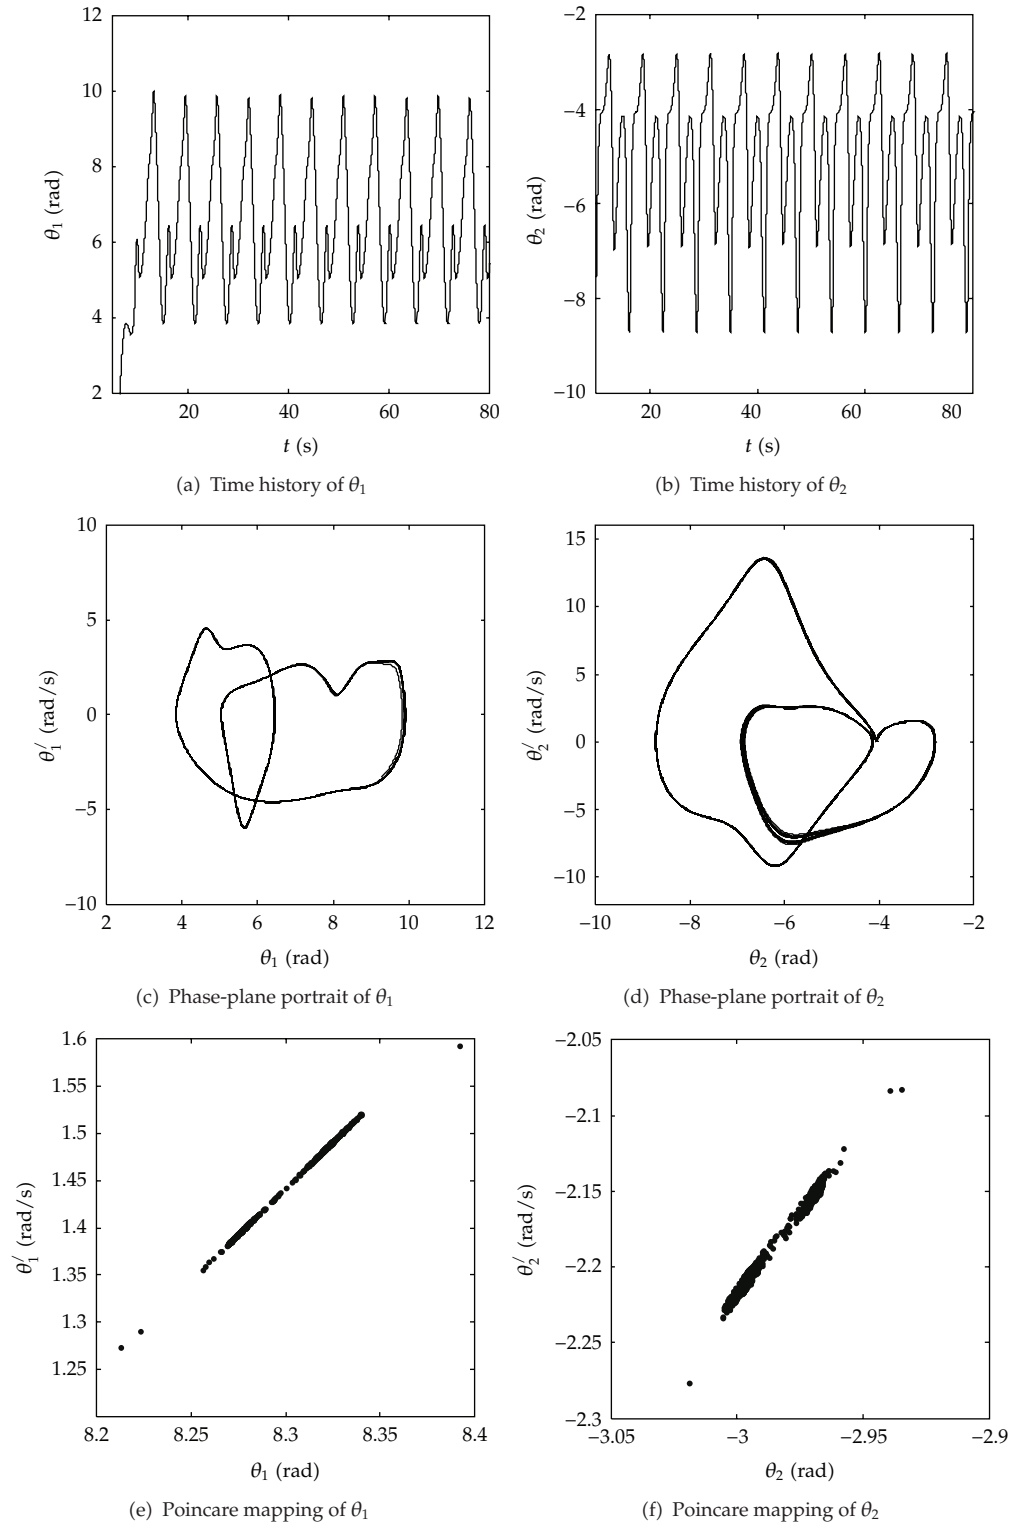 12
10
8
6
4
2
θ1 (rad)
20 40 60 80
t (s)
(a) Time history of θ1
−2
−4
−6
−8
−10
θ2 (rad)
20 40 60 80
t (s)
(b) Time history of θ2
10
5
0
−5
−10
θ1′ (rad/s)
2 4 6 8 10 12
θ1 (rad)
(c) Phase-plane portrait of θ1
15
10
5
0
−5
−10
θ2′ (rad/s)
−10 −8 −6 −4 −2
θ2 (rad)
(d) Phase-plane portrait of θ2
1.6
1.55
1.5
1.45
1.4
1.35
1.3
1.25
θ1′ (rad/s)
8.2 8.25 8.3 8.35 8.4
θ1 (rad)
(e) Poincare mapping of θ1
−2.05
−2.1
−2.15
−2.2
−2.25
−2.3
θ2′ (rad/s)
−3.05 −3 −2.95 −2.9
θ2 (rad)
(f) Poincare mapping of θ2